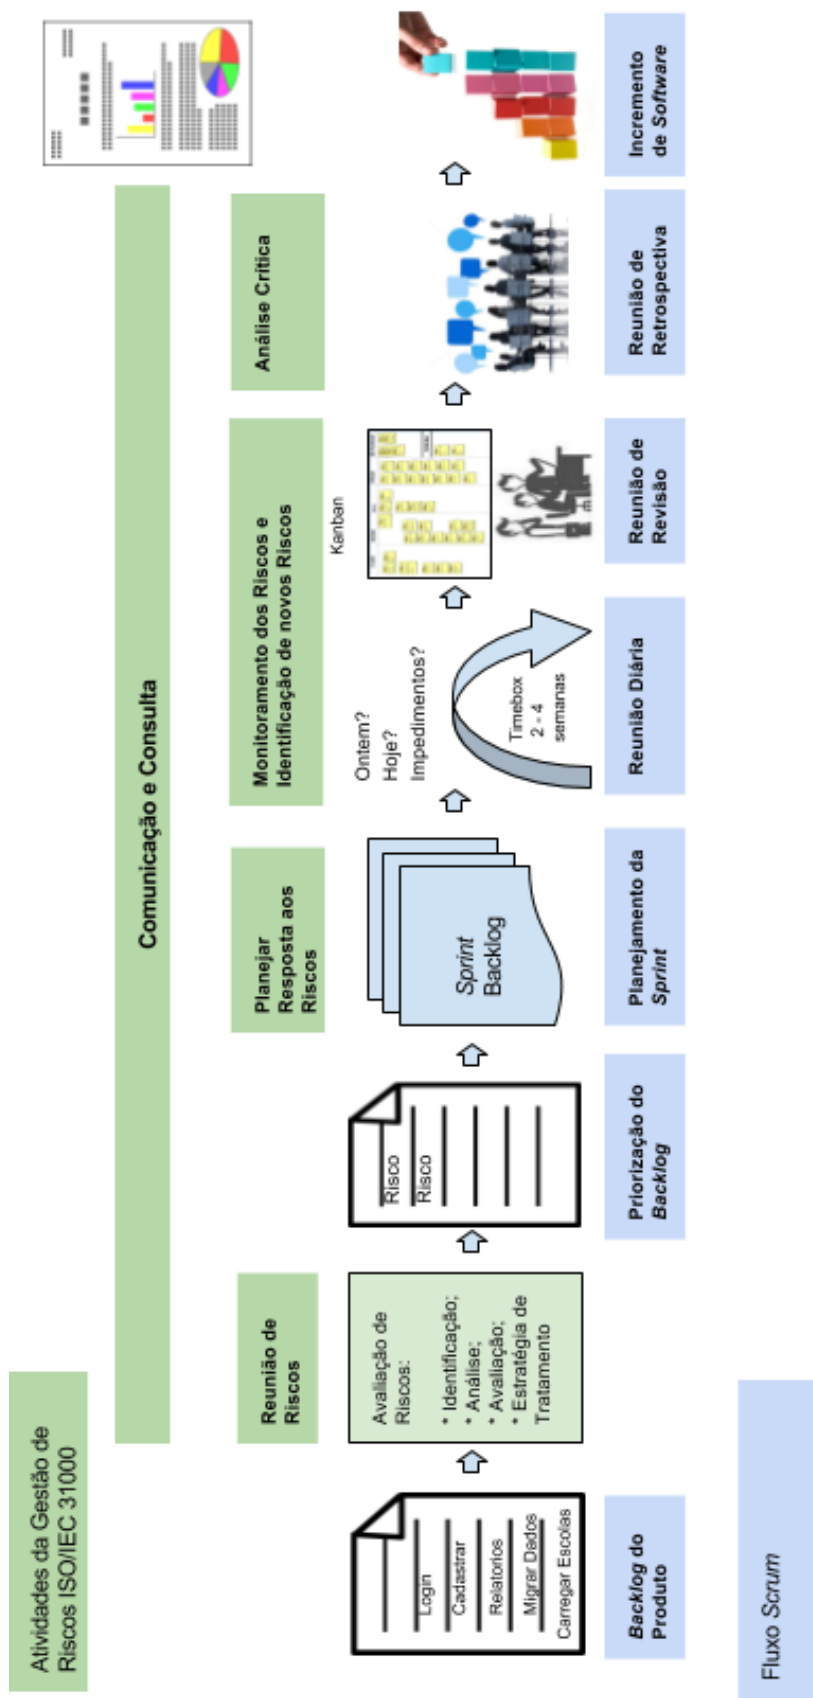 Atividades da Gestão de
Riscos ISO/IEC 31000
Comunicação e Consulta
Reunião de
Riscos
Planejar
Resposta aos
Riscos
Monitoramento dos Riscos e
Identificação de novos Riscos
Análise Crítica
Login
Cadastrar
Relatorios
Migrar Dados
Carregar Escolas
Avaliação de
Riscos:
* Identificação;
* Análise;
* Avaliação;
* Estratégia de
Tratamento
Risco
Risco
Sprint
Backlog
Ontem?
Hoje?
Impedimentos?
Timebox
2 - 4
semanas
Kanban
Backlog do
Produto
Priorização do
Backlog
Planejamento da
Sprint
Reunião Diária
Reunião de
Revisão
Reunião de
Retrospectiva
Incremento
de Software
Fluxo Scrum